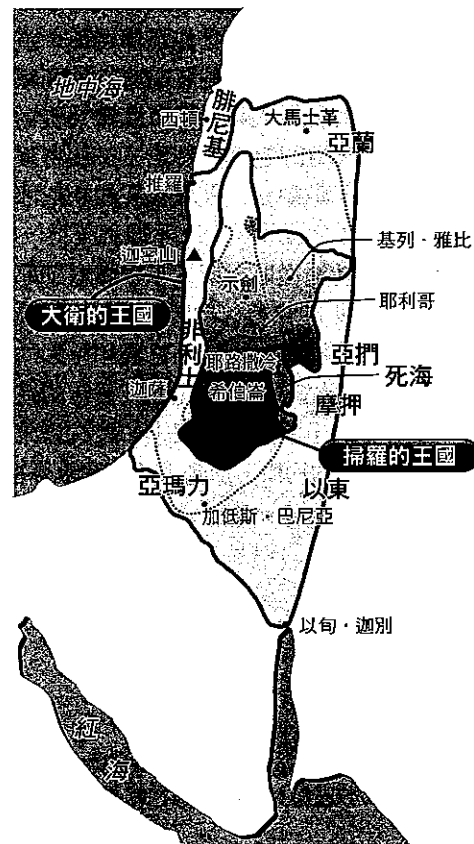 地中海
腓尼基
西頓
大馬士革
亞蘭
推羅
迦密山
基列．雅比
示劍
大衛的王國
耶利哥
非利士
亞捫
耶路撒冷
死海
迦薩
希伯崙
摩押
掃羅的王國
亞瑪力
以東
加低斯．巴尼亞
以旬．迦別
紅海